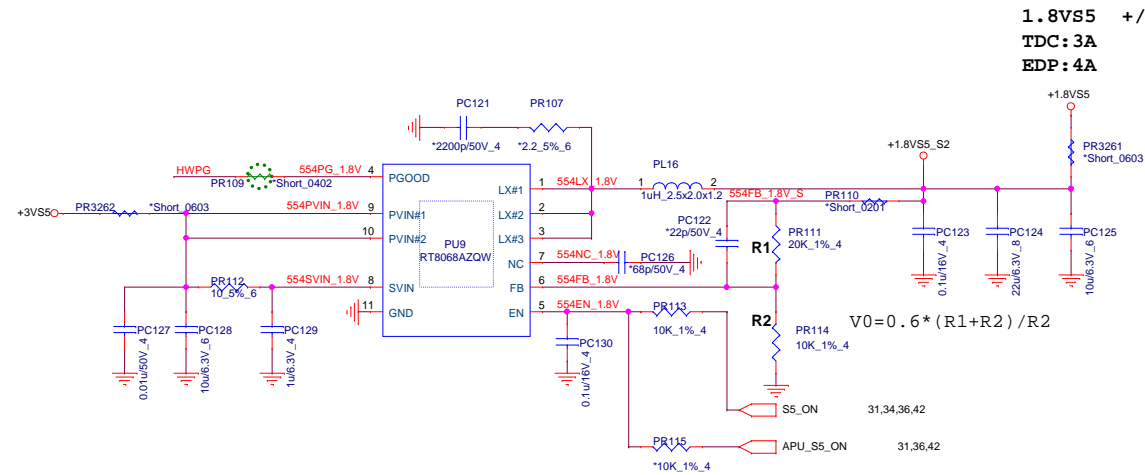 1.8VS5 +/
TDC:3A
EDP:4A
+1.8VS5
PC121
PR107
*2200p/50V_4
*2.2_5%_6
+1.8VS5_S2
PR3261
*Short_0603
HWPG
PR109
*Short_0402
554PG_1.8V
4
PGOOD
LX#1
1
554LX_1.8V
1
PL16
2
1uH_2.5x2.0x1.2
554FB_1.8V_S
PR110
*Short_0201
+3VS5
PR3262
*Short_0603
554PVIN_1.8V
9
PVIN#1
LX#2
2
10
PVIN#2
LX#3
3
PU9
RT8068AZQW
NC
7
554NC_1.8V
PC126
*68p/50V_4
PC122
*22p/50V_4
R1
PR111
20K_1%_4
PC123
0.1u/16V_4
PC124
22u/6.3V_8
PC125
10u/6.3V_6
PR112
10_5%_6
554SVIN_1.8V
8
SVIN
FB
6
554FB_1.8V
11
GND
EN
5
554EN_1.8V
PR113
10K_1%_4
R2
PR114
10K_1%_4
V0=0.6*(R1+R2)/R2
PC127
0.01u/50V_4
PC128
10u/6.3V_6
PC129
1u/6.3V_4
PC130
0.1u/16V_4
S5_ON
31,34,36,42
PR115
*10K_1%_4
APU_S5_ON
31,36,42